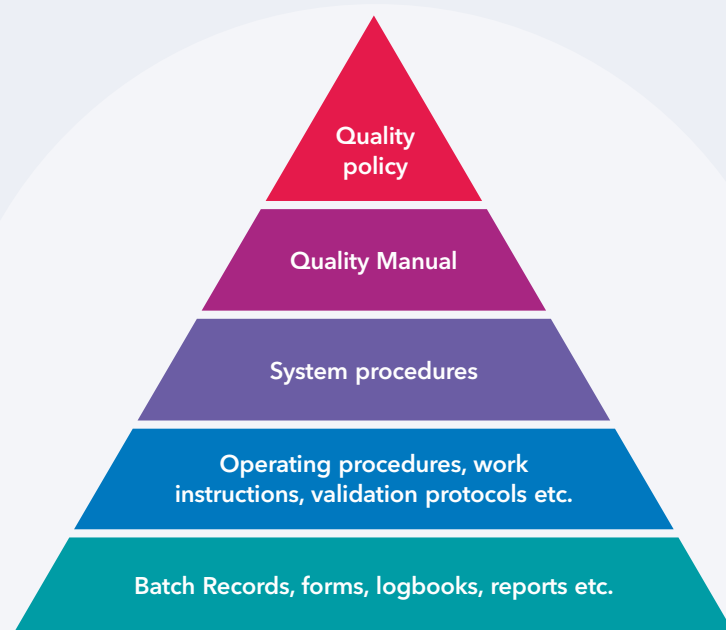 Quality
policy
Quality Manual
System procedures
Operating procedures, work
instructions, validation protocols etc.
Batch Records, forms, logbooks, reports etc.